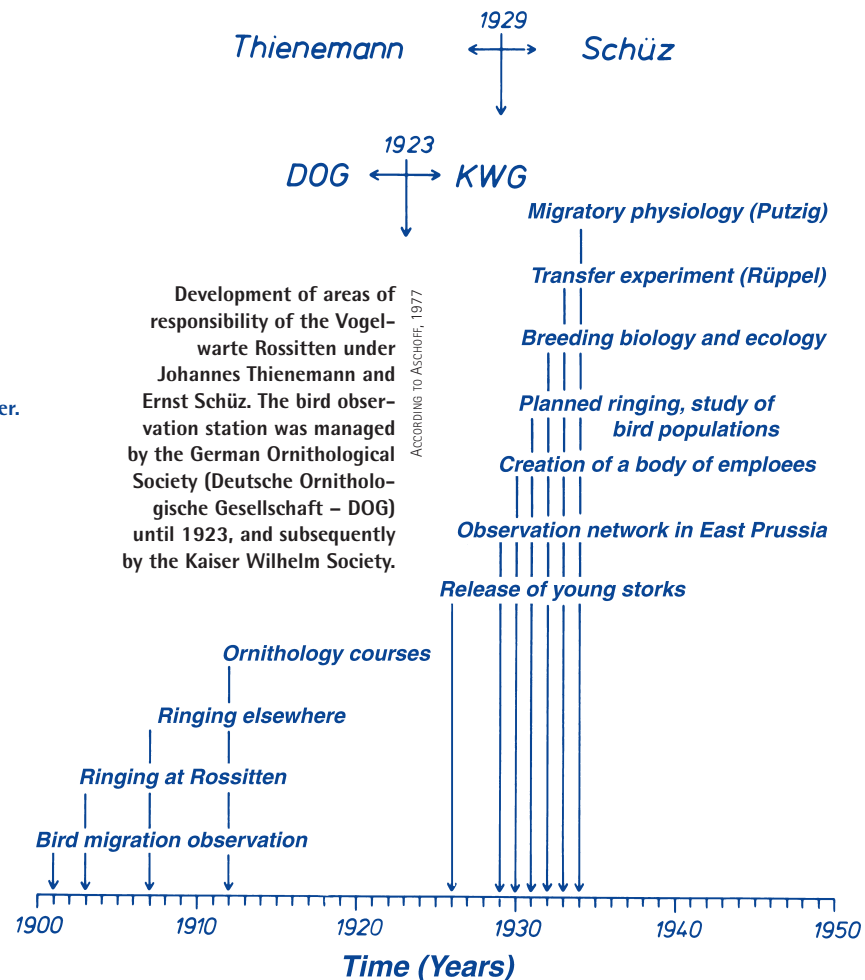 1929
Thienemann Schüz
1923
DOG KWG
Migratory physiology (Putzig)
Transfer experiment (Rüppel)
Breeding biology and ecology
Planned ringing, study of
bird populations
Creation of a body of emploees
Observation network in East Prussia
Release of young storks
Development of areas of
responsibility of the Vogel-
warte Rossitten under
Johannes Thienemann and
Ernst Schüz. The bird obser-
vation station was managed
by the German Ornithological
Society (Deutsche Ornitholo-
gische Gesellschaft – DOG)
until 1923, and subsequently
by the Kaiser Wilhelm Society.
ACCORDING TO ASCHOFF, 1977
er.
Ornithology courses
Ringing elsewhere
Ringing at Rossitten
Bird migration observation
1900 1910 1920 1930 1940 1950
Time (Years)